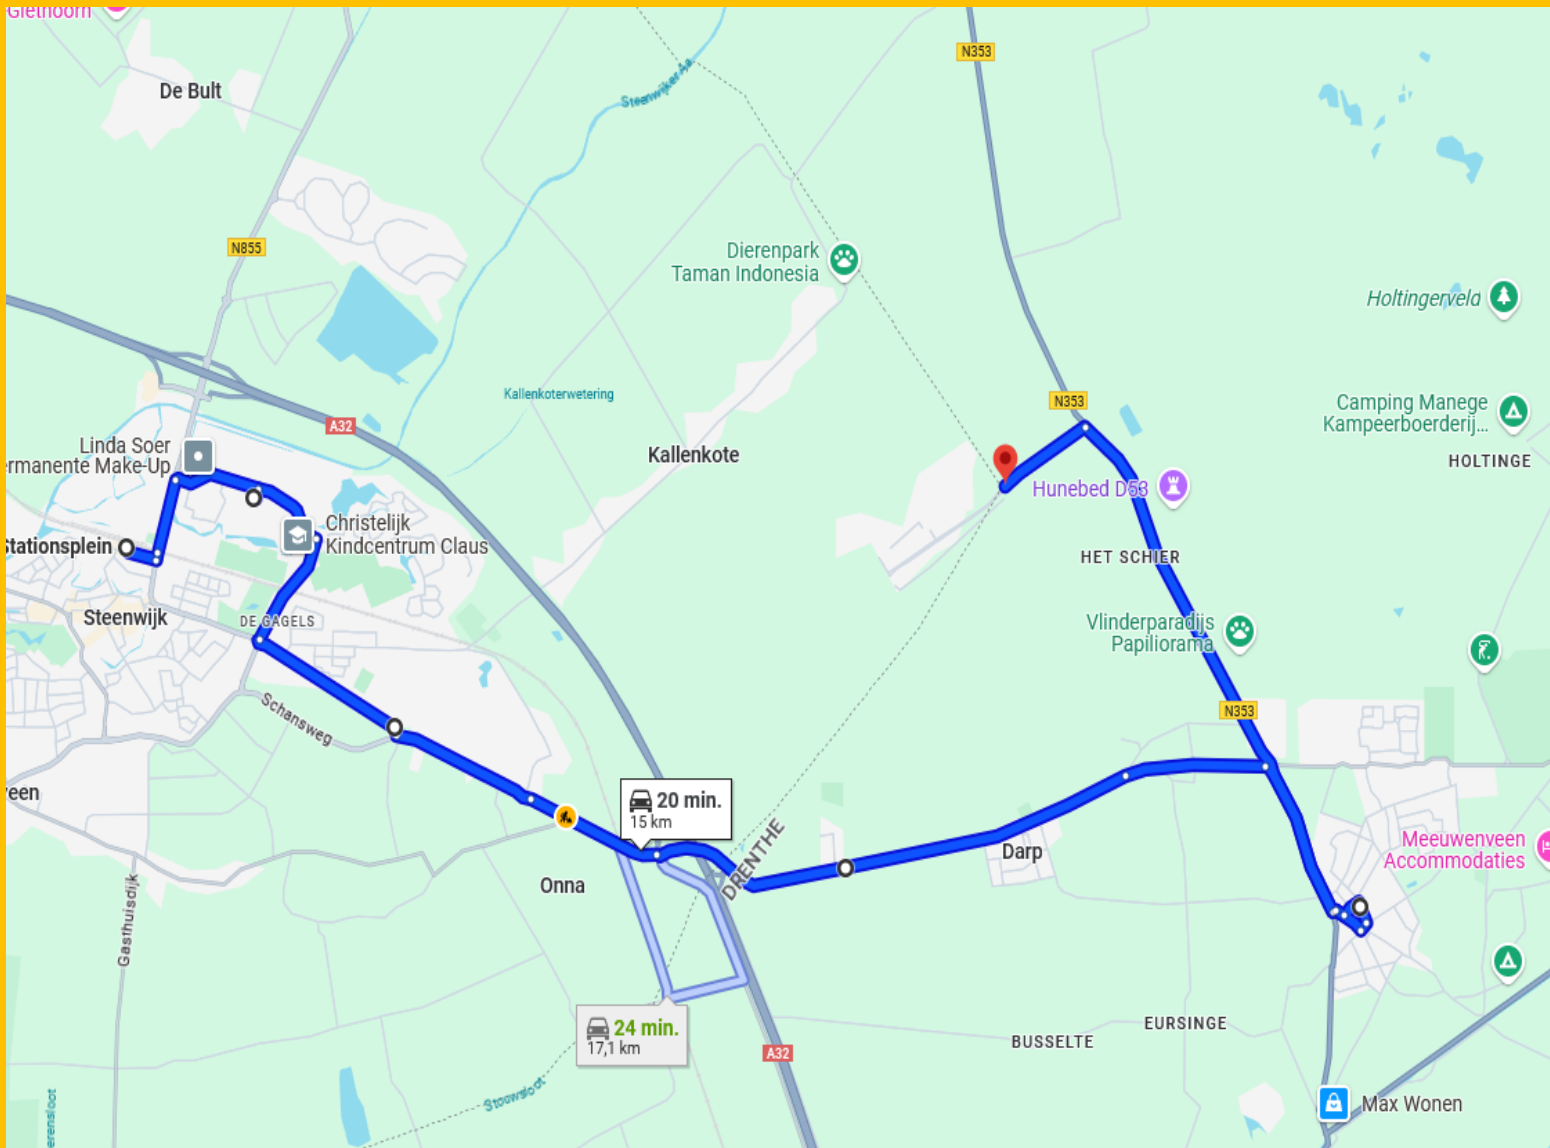 Giethoorn
De Bult
N353
Steenwijker Aa
N855
Dierenpark
Taman Indonesia
Holtingerveld
Kallenkoterwetering
N353
A32
Camping Manege
Kampeerboerderij...
Linda Soer
ermanente Make-Up
Kallenkote
HOLTINGE
Hunebed D53
Christelijk
Kindcentrum Claus
Stationsplein
HET SCHIER
Steenwijk
DE GAGELS
Vlinderparadijs
Papiliorama
Schansweg
N353
veen
20 min.
15 km
DRENTHE
Darp
Meeuwenveen
Accommodaties
Onna
Gasthuisdijk
24 min.
17,1 km
EURSINGE
BUSSELTE
A32
Stouwsloot
Max Wonen
erensloot